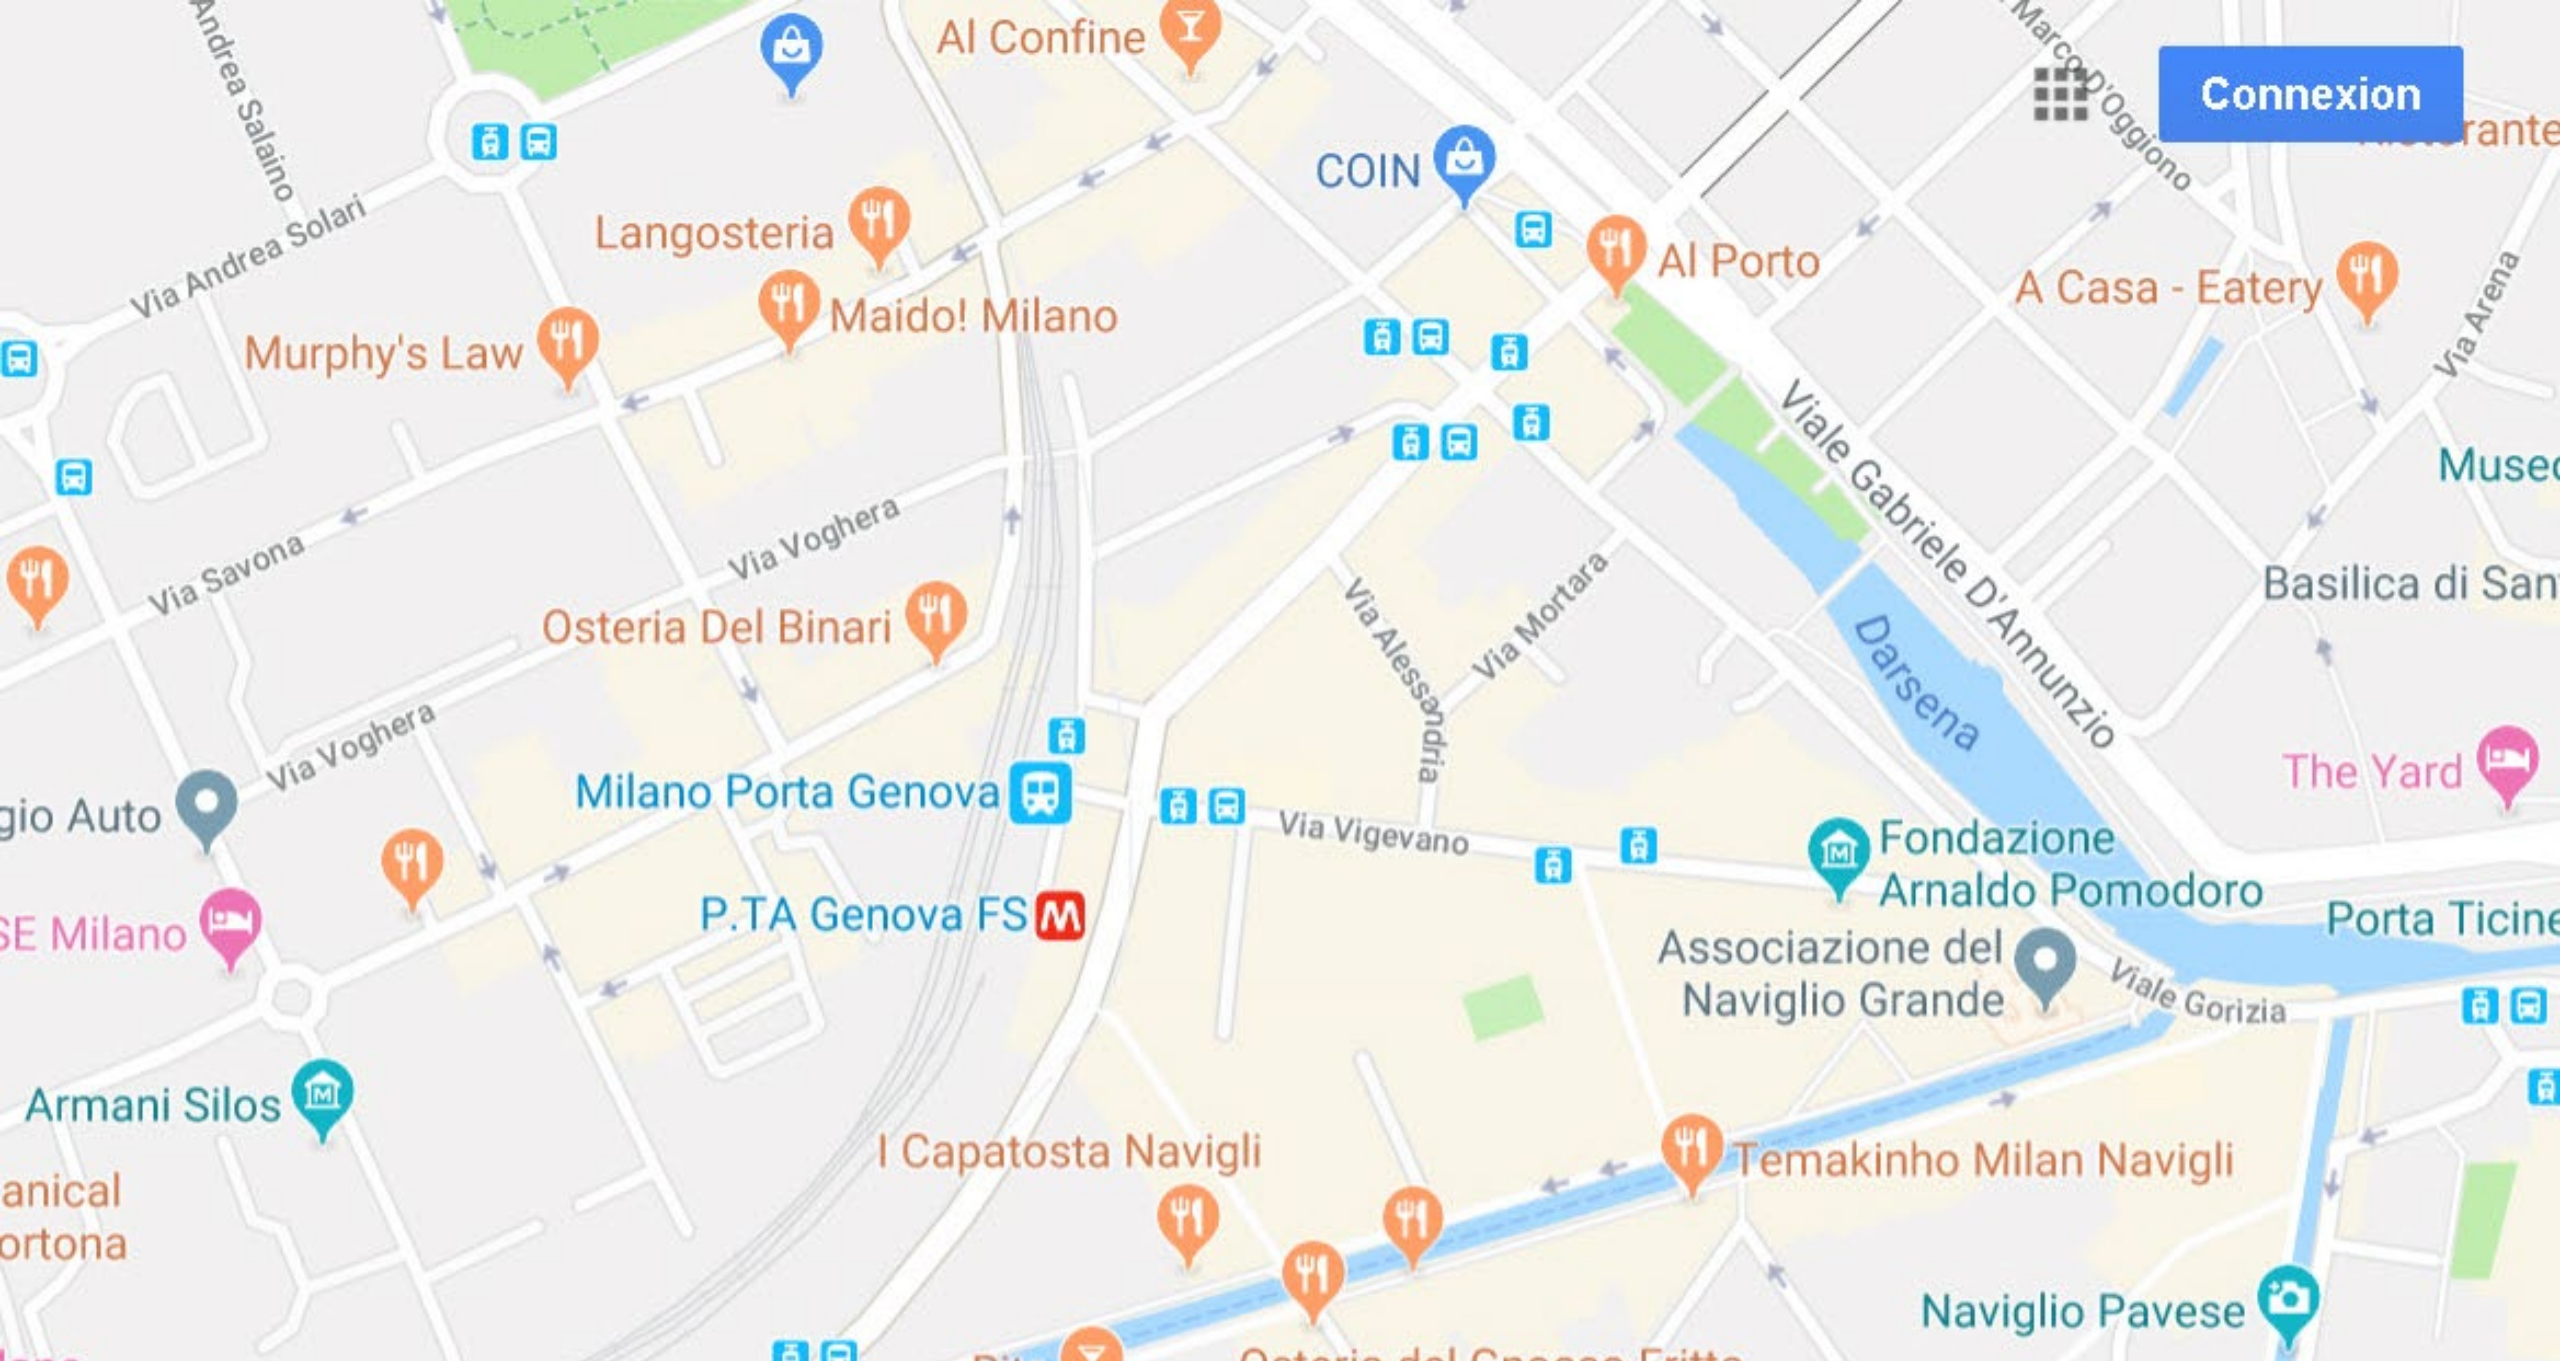 Andrea Salaino
Al Confine
Marco D'Oggiono
Connexion
rante
COIN
Via Andrea Solari
Langosteria
Al Porto
A Casa - Eatery
Via Arena
Murphy's Law
Maido! Milano
Viale Gabriele D'Annunzio
Via Savona
Via Voghera
Via Mortara
Via Alessandria
Basilica di San
Osteria Del Binari
Darsena
Via Voghera
Milano Porta Genova
The Yard
gio Auto
Via Vigevano
Fondazione
Arnaldo Pomodoro
P.TA Genova FS
SE Milano
Porta Ticine
Associazione del
Naviglio Grande
Viale Gorizia
Armani Silos
I Capatosta Navigli
Temakinho Milan Navigli
anical
ortona
Naviglio Pavese